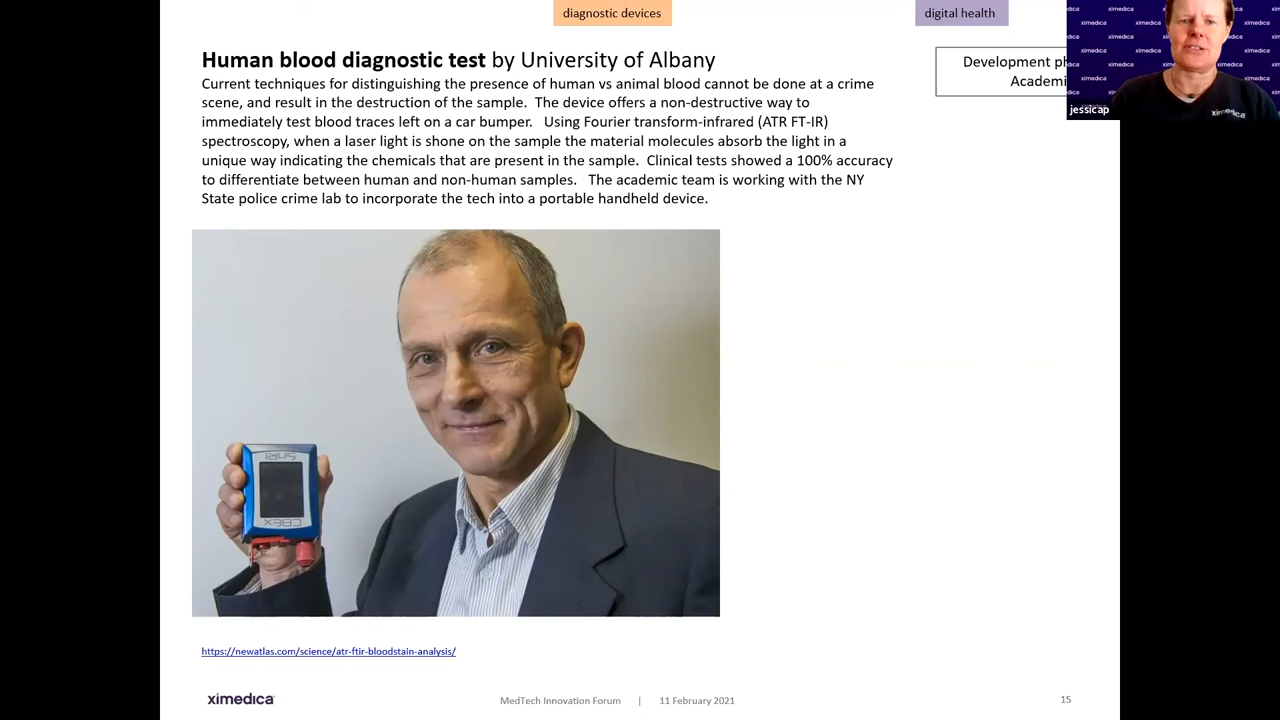 diagnostic devices
digital health
Human blood diagnostic test by University of Albany
Current techniques for distinguishing the presence of human vs animal blood cannot be done at a crime
scene, and result in the destruction of the sample.  The device offers a non-destructive way to
immediately test blood traces left on a car bumper.   Using Fourier transform-infrared (ATR FT-IR)
spectroscopy, when a laser light is shone on the sample the material molecules absorb the light in a
unique way indicating the chemicals that are present in the sample.  Clinical tests showed a 100% accuracy
to differentiate between human and non-human samples.   The academic team is working with the NY
State police crime lab to incorporate the tech into a portable handheld device.
Development ph
Academi
ximedica
ximedica
jessicap
SnRI
CBEx
https://newatlas.com/science/atr-ftir-bloodstain-analysis/
ximedica
MedTech Innovation Forum | 11 February 2021
15